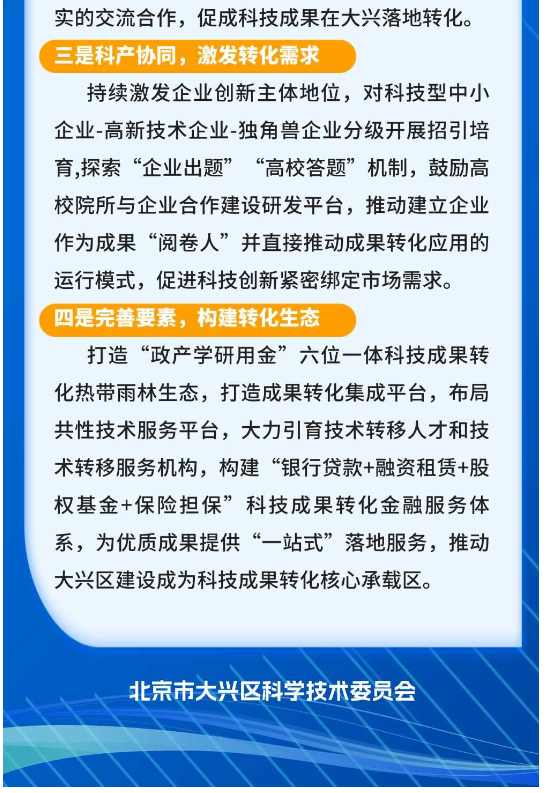 实的交流合作，促成科技成果在大兴落地转化。
三是科产协同，激发转化需求
持续激发企业创新主体地位，对科技型中小
企业-高新技术企业-独角兽企业分级开展招引培
育,探索“企业出题”“高校答题”机制，鼓励高
校院所与企业合作建设研发平台，推动建立企业
作为成果“阅卷人”并直接推动成果转化应用的
运行模式，促进科技创新紧密绑定市场需求。
四是完善要素，构建转化生态
打造“政产学研用金”六位一体科技成果转
化热带雨林生态，打造成果转化集成平台，布局
共性技术服务平台，大力引育技术转移人才和技
术转移服务机构，构建“银行贷款+融资租赁+股
权基金+保险担保”科技成果转化金融服务体
系，为优质成果提供“一站式”落地服务，推动
大兴区建设成为科技成果转化核心承载区。
北京市大兴区科学技术委员会